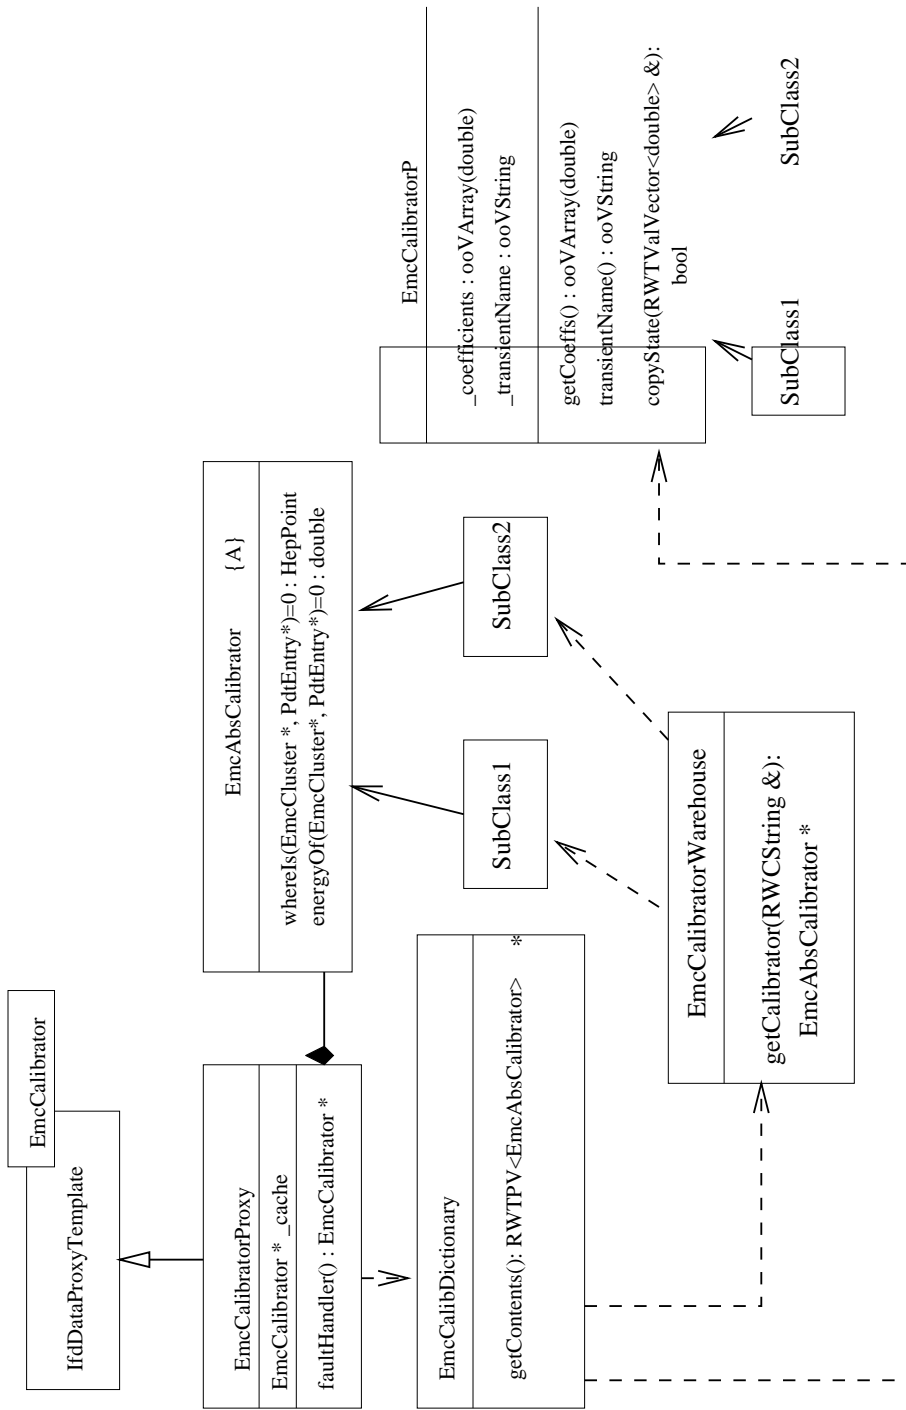 EmcCalibrator
IfdDataProxyTemplate
EmcCalibratorProxy
EmcCalibrator * _cache
faultHandler() : EmcCalibrator *
EmcAbsCalibrator {A}
whereIs(EmcCluster *, PdtEntry*)=0 : HepPoint
energyOf(EmcCluster*, PdtEntry*)=0 : double
EmcCalibDictionary
getContents(): RWTPV<EmcAbsCalibrator> *
SubClass1
SubClass2
EmcCalibratorWarehouse
getCalibrator(RWCString &):
EmcAbsCalibrator *
EmcCalibratorP
_coefficients : ooVArray(double)
_transientName : ooVString
getCoeffs() : ooVArray(double)
transientName() : ooVString
copyState(RWTValVector<double> &):
bool
SubClass1
SubClass2